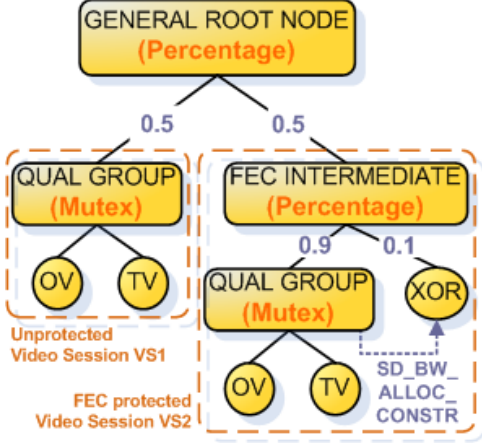 GENERAL ROOT NODE
(Percentage)
0.5
0.5
QUAL GROUP
(Mutex)
FEC INTERMEDIATE
(Percentage)
0.9
0.1
OV
TV
QUAL GROUP
(Mutex)
XOR
Unprotected
Video Session VS1
SD_BW_
ALLOC_
CONSTR
OV
TV
FEC protected
Video Session VS2